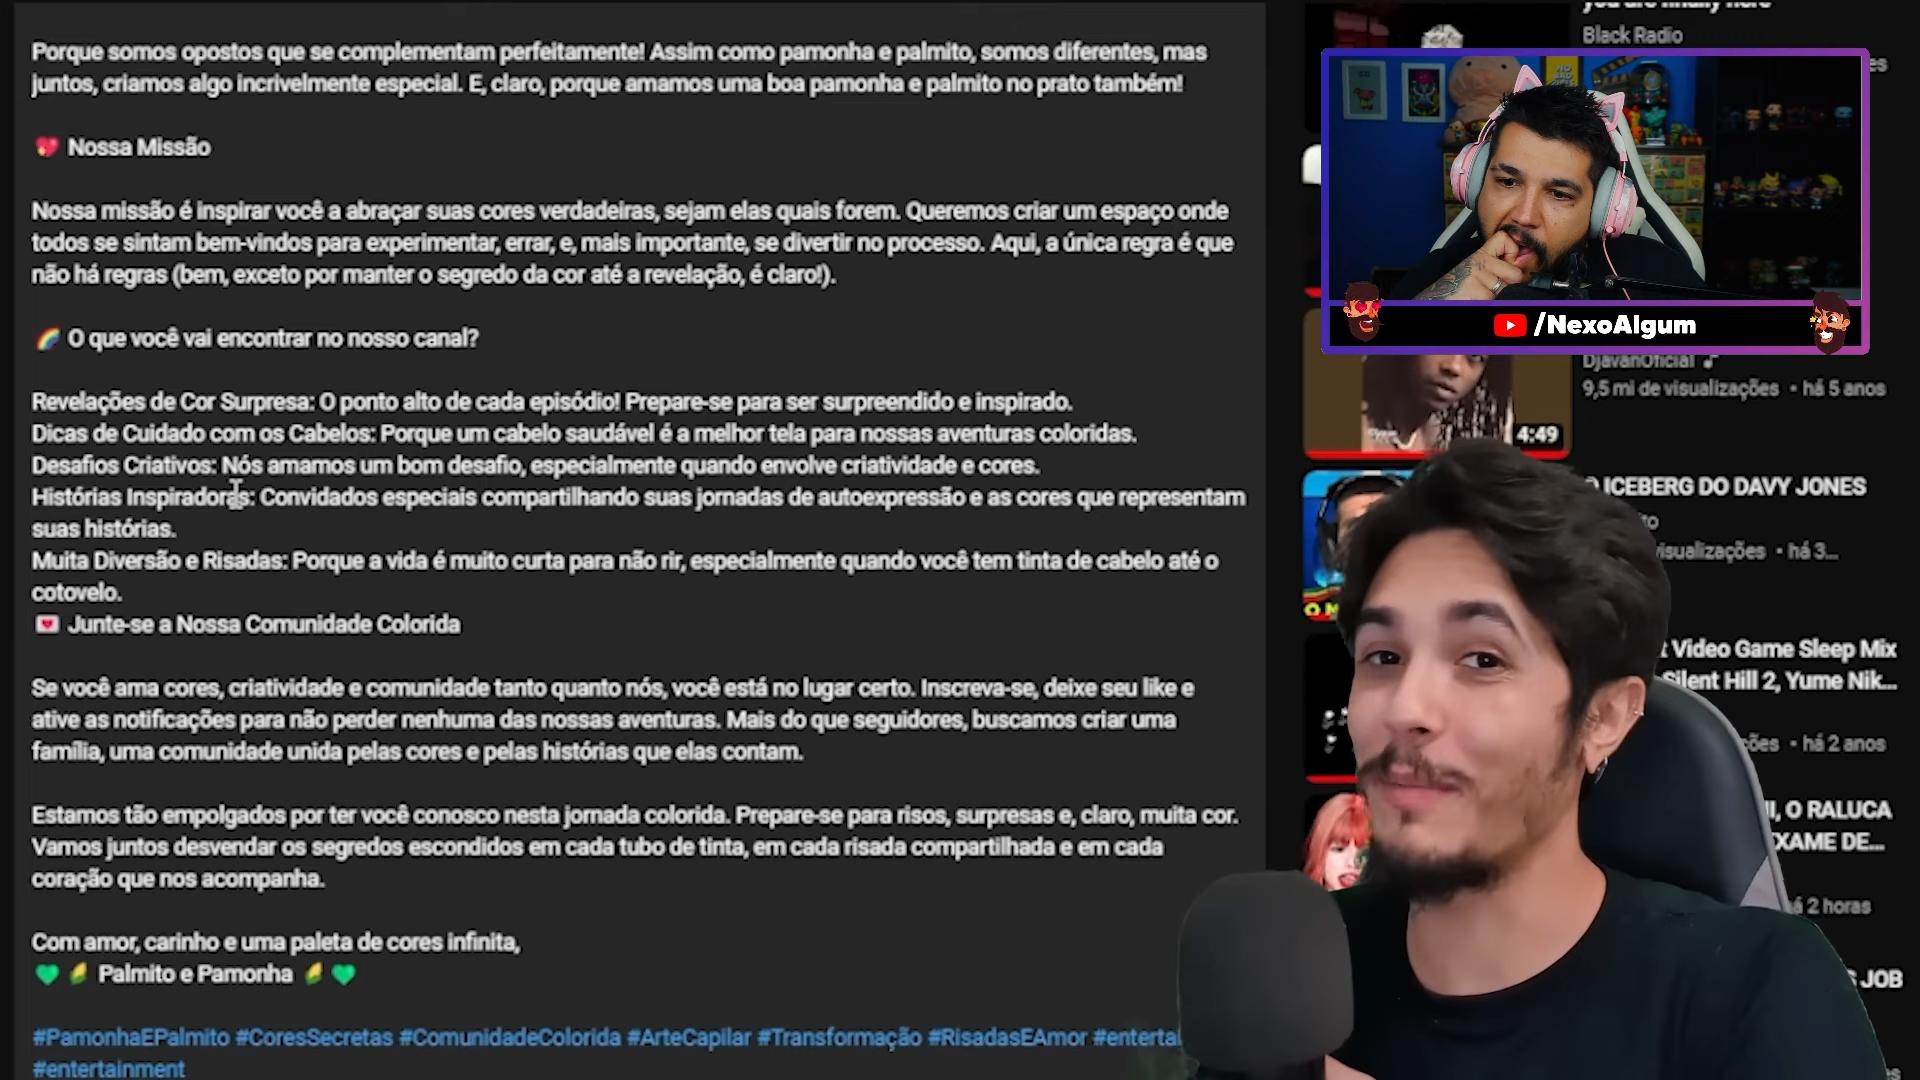 Porque somos opostos que se complementam perfeitamente! Assim como pamonha e palmito, somos diferentes, mas
juntos, criamos algo incrivelmente especial. E, claro, porque amamos uma boa pamonha e palmito no prato também!
Nossa Missão
Nossa missão é inspirar você a abraçar suas cores verdadeiras, sejam elas quais forem. Queremos criar um espaço onde
todos se sintam bem-vindos para experimentar, errar, e, mais importante, se divertir no processo. Aqui, a única regra é que
não há regras (bem, exceto por manter o segredo da cor até a revelação, é claro!).
O que você vai encontrar no nosso canal?
Revelações de Cor Surpresa: O ponto alto de cada episódio! Prepare-se para ser surpreendido e inspirado.
Dicas de Cuidado com os Cabelos: Porque um cabelo saudável é a melhor tela para nossas aventuras coloridas.
Desafios Criativos: Nós amamos um bom desafio, especialmente quando envolve criatividade e cores.
Histórias Inspiradoras: Convidados especiais compartilhando suas jornadas de autoexpressão e as cores que representam
suas histórias.
Muita Diversão e Risadas: Porque a vida é muito curta para não rir, especialmente quando você tem tinta de cabelo até o
cotovelo.
Junte-se a Nossa Comunidade Colorida
Se você ama cores, criatividade e comunidade tanto quanto nós, você está no lugar certo. Inscreva-se, deixe seu like e
ative as notificações para não perder nenhuma das nossas aventuras. Mais do que seguidores, buscamos criar uma
família, uma comunidade unida pelas cores e pelas histórias que elas contam.
Estamos tão empolgados por ter você conosco nesta jornada colorida. Prepare-se para risos, surpresas e, claro, muita cor.
Vamos juntos desvendar os segredos escondidos em cada tubo de tinta, em cada risada compartilhada e em cada
coração que nos acompanha.
Com amor, carinho e uma paleta de cores infinita,
Palmito e Pamonha
#PamonhaEPalmito #CoresSecretas #ComunidadeColorida #ArteCapilar #Transformação #RisadasEAmor #entertai
#entertainment
you are finally here
Black Radio
/NexoAlgum
DjavanOficial
9,5 mi de visualizações • há 5 anos
4:49
ICEBERG DO DAVY JONES
visualizações • há 3...
Video Game Sleep Mix
Silent Hill 2, Yume Nik...
há 2 anos
O RALUCA
XAME DE...
há 2 horas
JOB